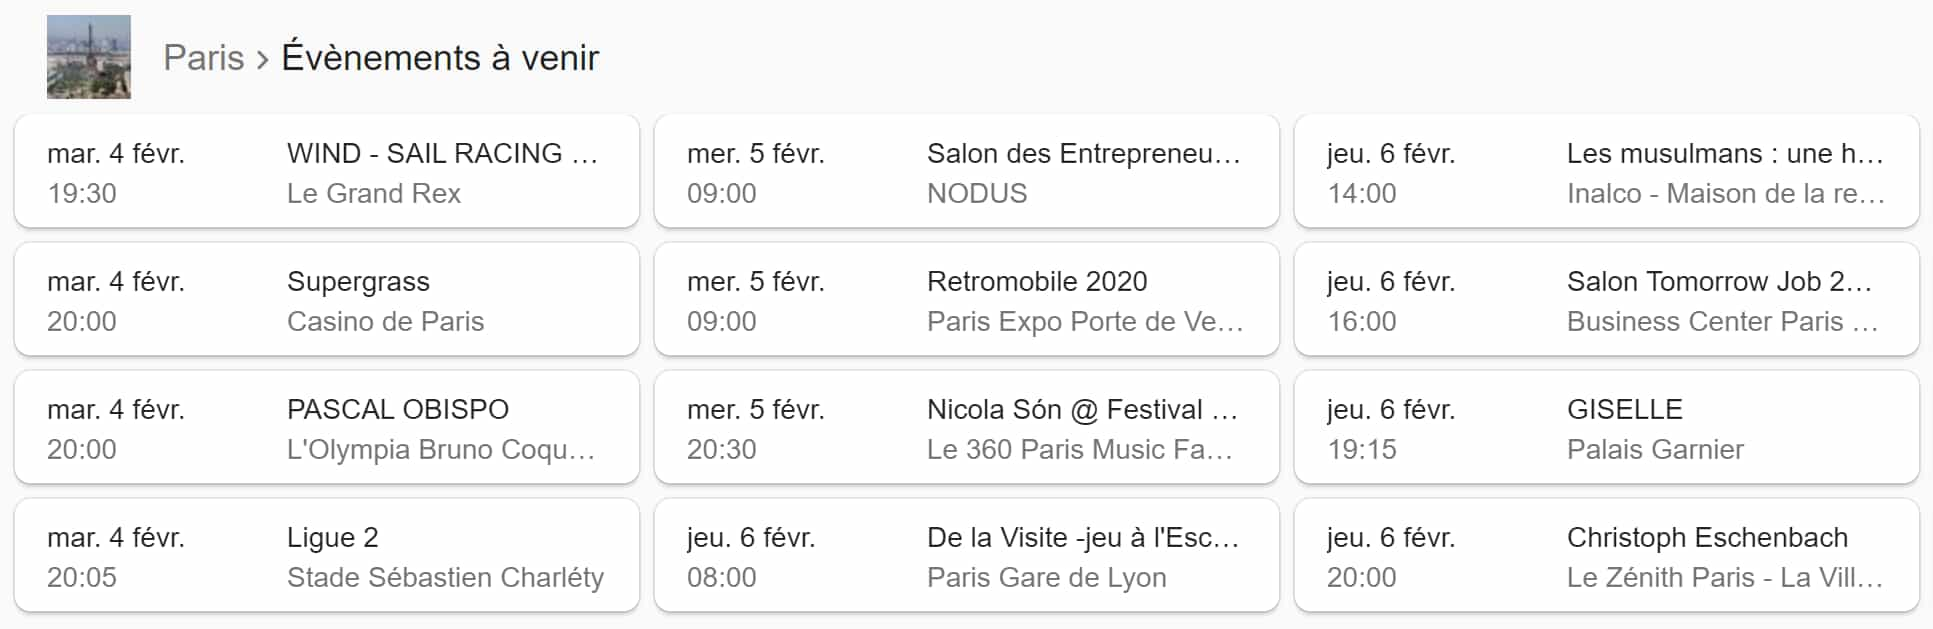 Paris > Évènements à venir
mar. 4 févr. WIND - SAIL RACING …
19:30 Le Grand Rex
mar. 4 févr. Supergrass
20:00 Casino de Paris
mar. 4 févr. PASCAL OBISPO
20:00 L'Olympia Bruno Coqu…
mar. 4 févr. Ligue 2
20:05 Stade Sébastien Charléty
mer. 5 févr. Salon des Entrepreneu…
09:00 NODUS
mer. 5 févr. Retromobile 2020
09:00 Paris Expo Porte de Ve…
mer. 5 févr. Nicola Són @ Festival …
20:30 Le 360 Paris Music Fa…
jeu. 6 févr. De la Visite -jeu à l'Esc…
08:00 Paris Gare de Lyon
jeu. 6 févr. Les musulmans : une h…
14:00 Inalco - Maison de la re…
jeu. 6 févr. Salon Tomorrow Job 2…
16:00 Business Center Paris …
jeu. 6 févr. GISELLE
19:15 Palais Garnier
jeu. 6 févr. Christoph Eschenbach
20:00 Le Zénith Paris - La Vill…